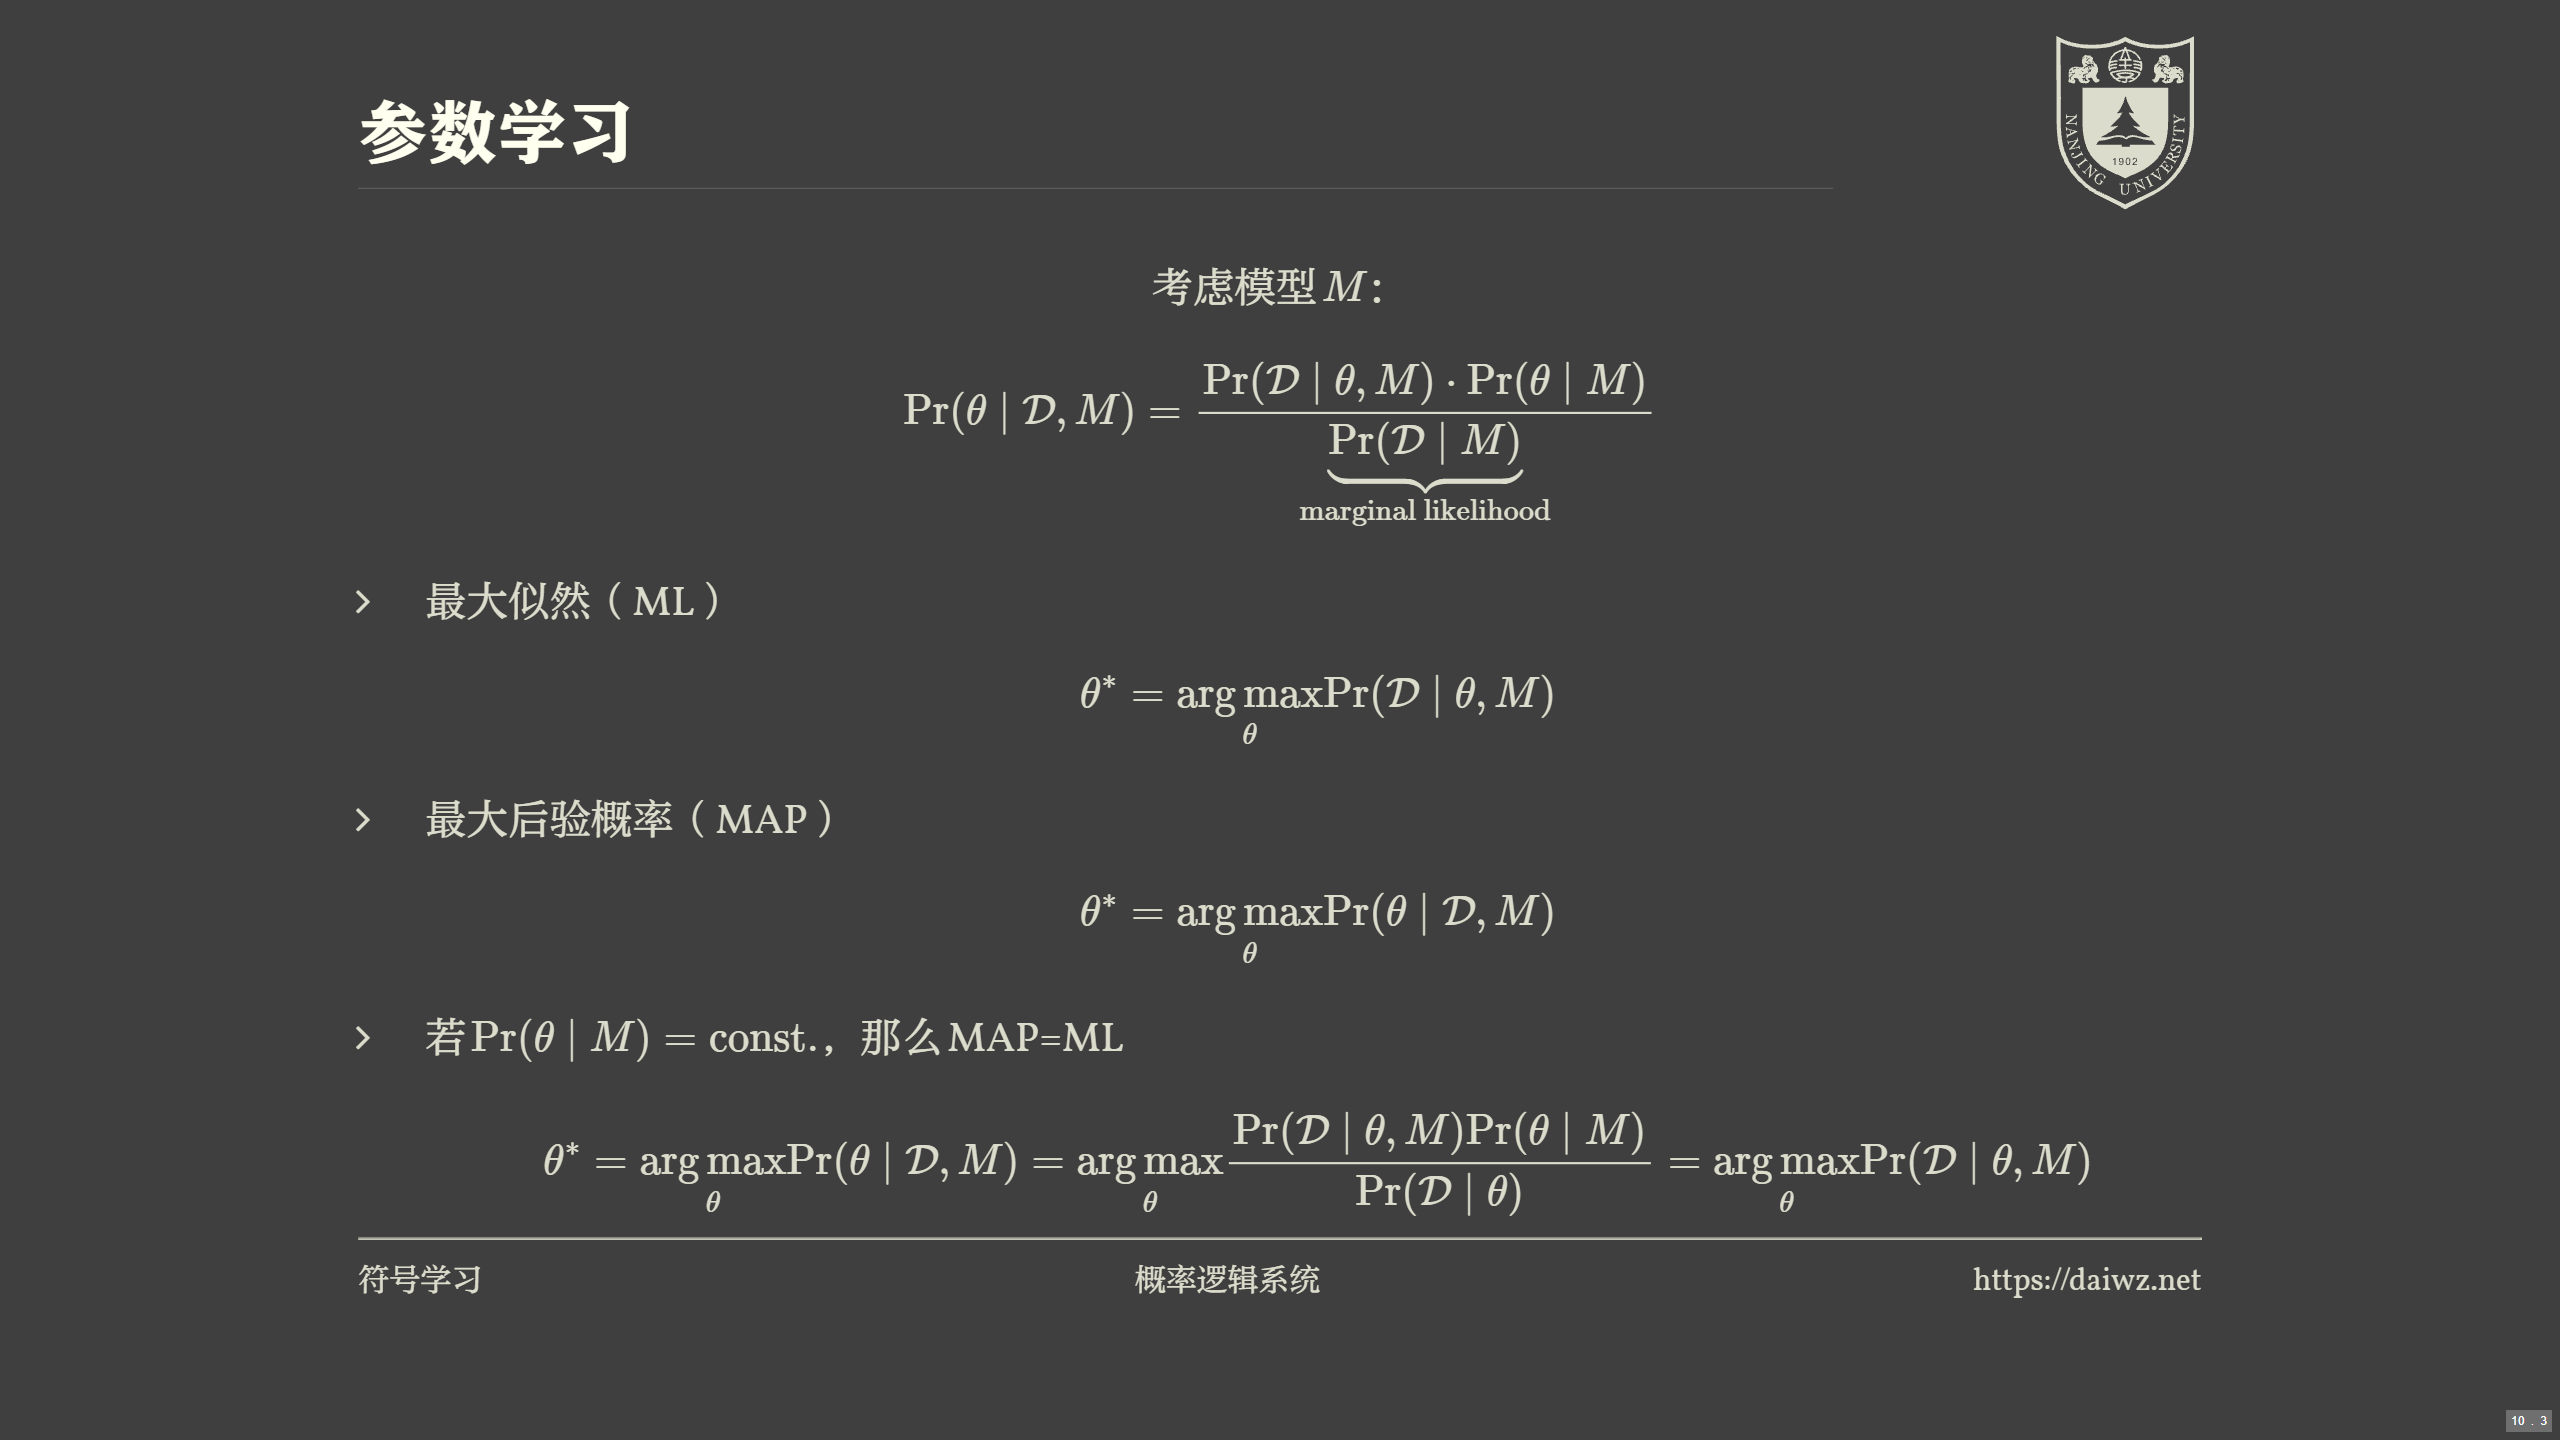 参数学习
NANJING UNIVERSITY
1902
考虑模型 M：
Pr(θ | 𝒟, M) = Pr(𝒟 | θ, M) · Pr(θ | M) / Pr(𝒟 | M)
marginal likelihood
最大似然（ML）
θ* = arg max_θ Pr(𝒟 | θ, M)
最大后验概率（MAP）
θ* = arg max_θ Pr(θ | 𝒟, M)
若 Pr(θ | M) = const.，那么 MAP=ML
θ* = arg max_θ Pr(θ | 𝒟, M) = arg max_θ Pr(𝒟 | θ, M)Pr(θ | M) / Pr(𝒟 | θ) = arg max_θ Pr(𝒟 | θ, M)
符号学习
概率逻辑系统
https://daiwz.net
10 . 3